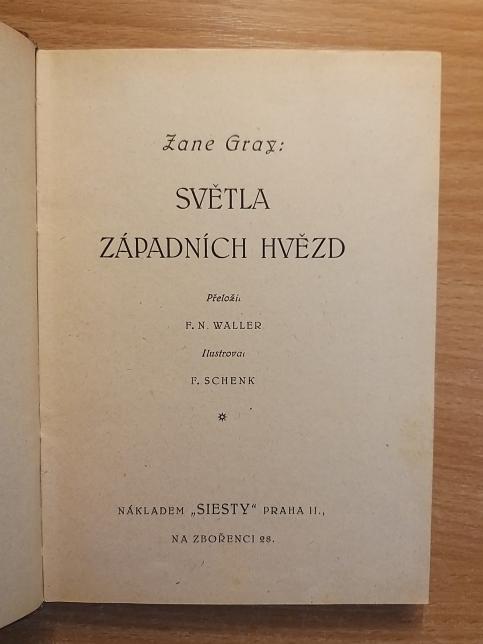 Zane Gray:
SVĚTLA
ZÁPADNÍCH HVĚZD
Přeložil
F. N. WALLER
Ilustroval
F. SCHENK
NÁKLADEM „SIESTY“ PRAHA II.,
NA ZBOŘENCI 28.